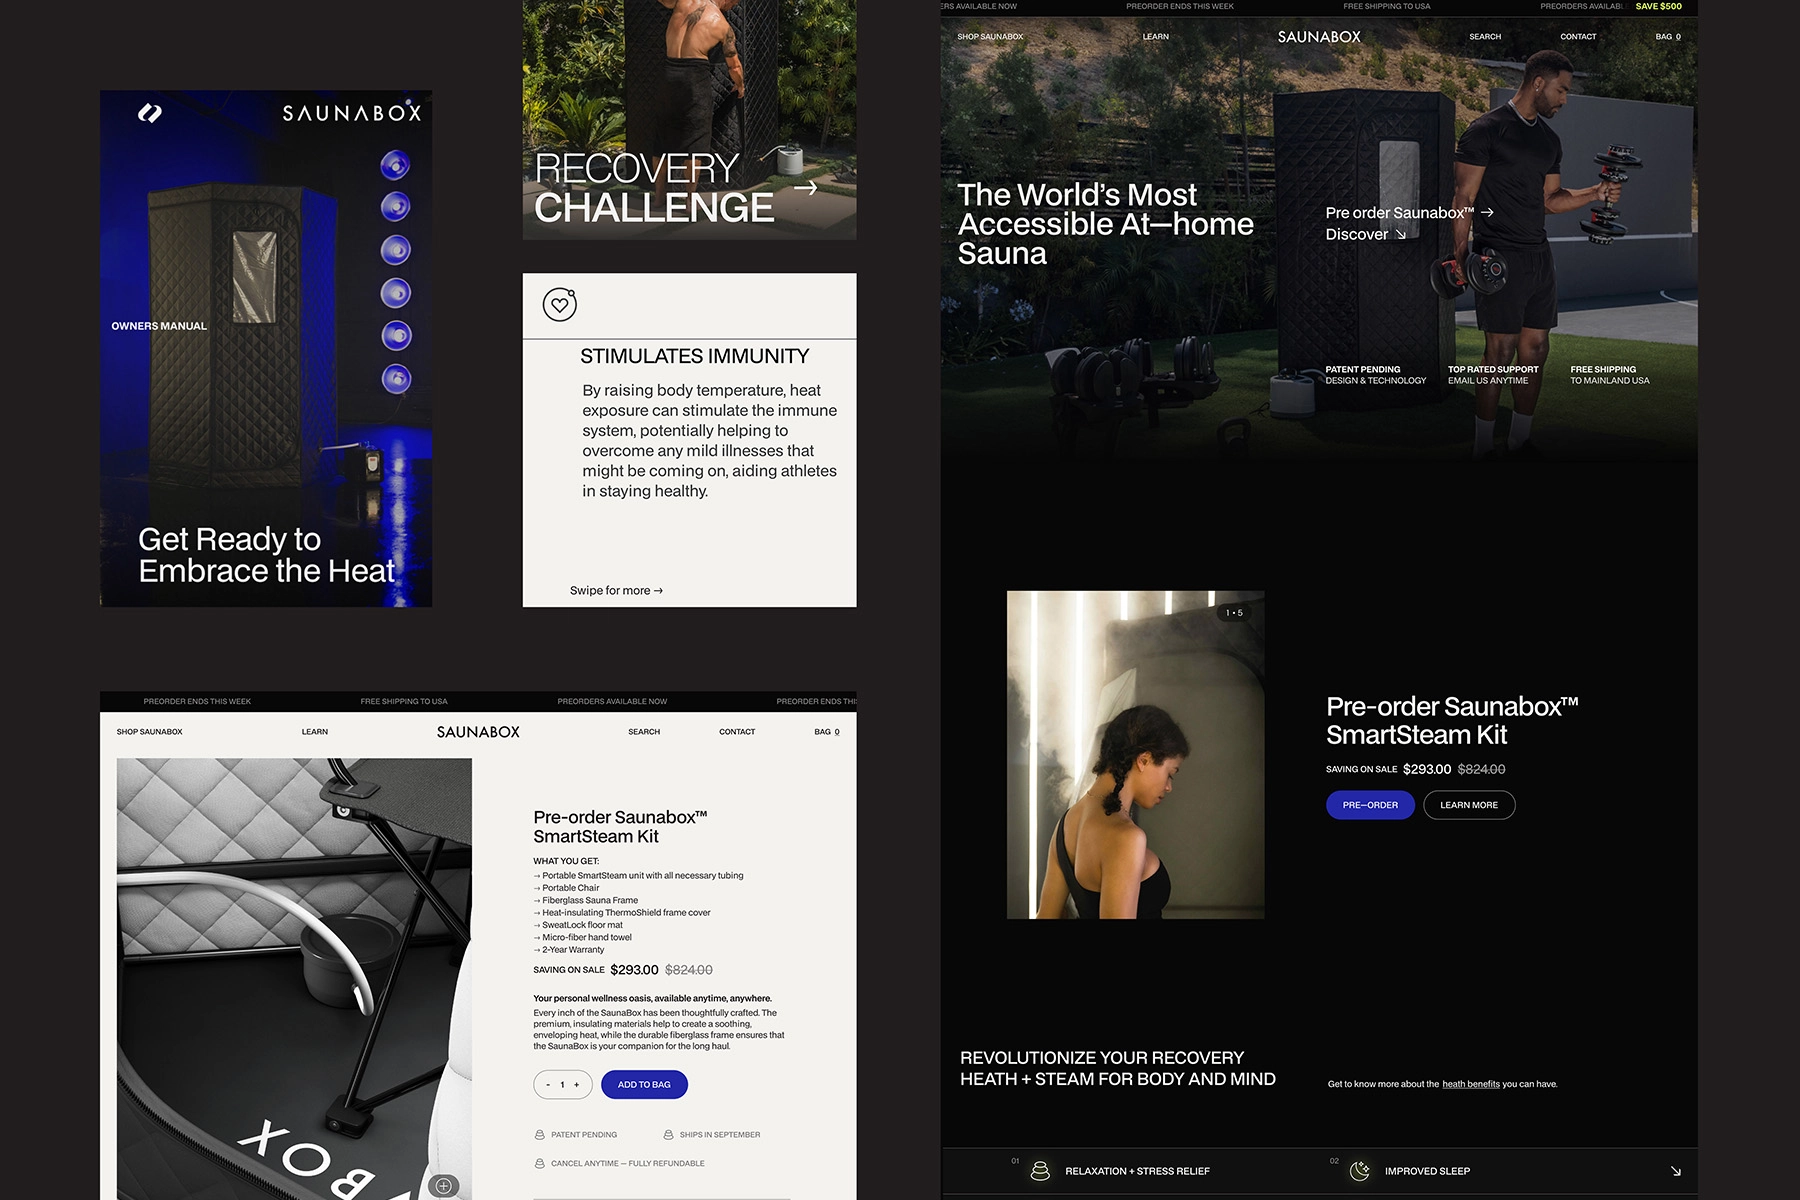 SAUNABOX
OWNERS MANUAL
Get Ready to
Embrace the Heat
RECOVERY
CHALLENGE →
STIMULATES IMMUNITY
By raising body temperature, heat
exposure can stimulate the immune
system, potentially helping to
overcome any mild illnesses that
might be coming on, aiding athletes
in staying healthy.
Swipe for more →
PREORDER ENDS THIS WEEK FREE SHIPPING TO USA PREORDERS AVAILABLE NOW PREORDER ENDS THI
SHOP SAUNABOX LEARN SAUNABOX SEARCH CONTACT BAG 0
BOX
Pre-order Saunabox™
SmartSteam Kit
WHAT YOU GET:
→ Portable SmartSteam unit with all necessary tubing
→ Portable Chair
→ Fiberglass Sauna Frame
→ Heat-insulating ThermoShield frame cover
→ SweatLock floor mat
→ Micro-fiber hand towel
→ 2-Year Warranty
SAVING ON SALE $293.00 $824.00
Your personal wellness oasis, available anytime, anywhere.
Every inch of the SaunaBox has been thoughtfully crafted. The
premium, insulating materials help to create a soothing,
enveloping heat, while the durable fiberglass frame ensures that
the SaunaBox is your companion for the long haul.
- 1 + ADD TO BAG
PATENT PENDING SHIPS IN SEPTEMBER
CANCEL ANYTIME — FULLY REFUNDABLE
ERS AVAILABLE NOW PREORDER ENDS THIS WEEK FREE SHIPPING TO USA PREORDERS AVAILABL SAVE $500
SHOP SAUNABOX LEARN SAUNABOX SEARCH CONTACT BAG 0
The World's Most
Accessible At—home
Sauna
Pre order Saunabox™ →
Discover ↘
PATENT PENDING TOP RATED SUPPORT FREE SHIPPING
DESIGN & TECHNOLOGY EMAIL US ANYTIME TO MAINLAND USA
1 • 5
Pre-order Saunabox™
SmartSteam Kit
SAVING ON SALE $293.00 $824.00
PRE—ORDER LEARN MORE
REVOLUTIONIZE YOUR RECOVERY
HEATH + STEAM FOR BODY AND MIND
Get to know more about the heath benefits you can have.
01 RELAXATION + STRESS RELIEF 02 IMPROVED SLEEP ↘